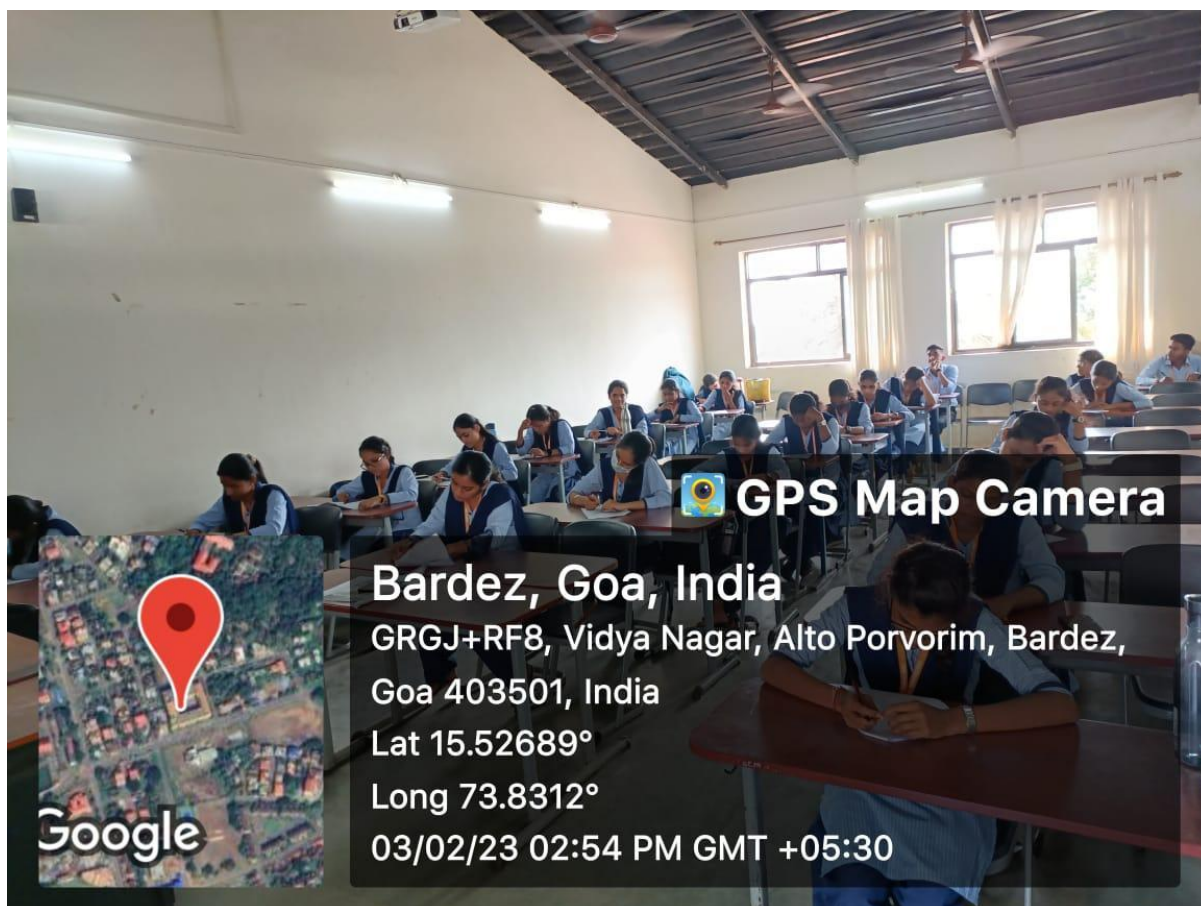 GPS Map Camera
Bardez, Goa, India
GRGJ+RF8, Vidya Nagar, Alto Porvorim, Bardez,
Goa 403501, India
Lat 15.52689°
Long 73.8312°
03/02/23 02:54 PM GMT +05:30
Google